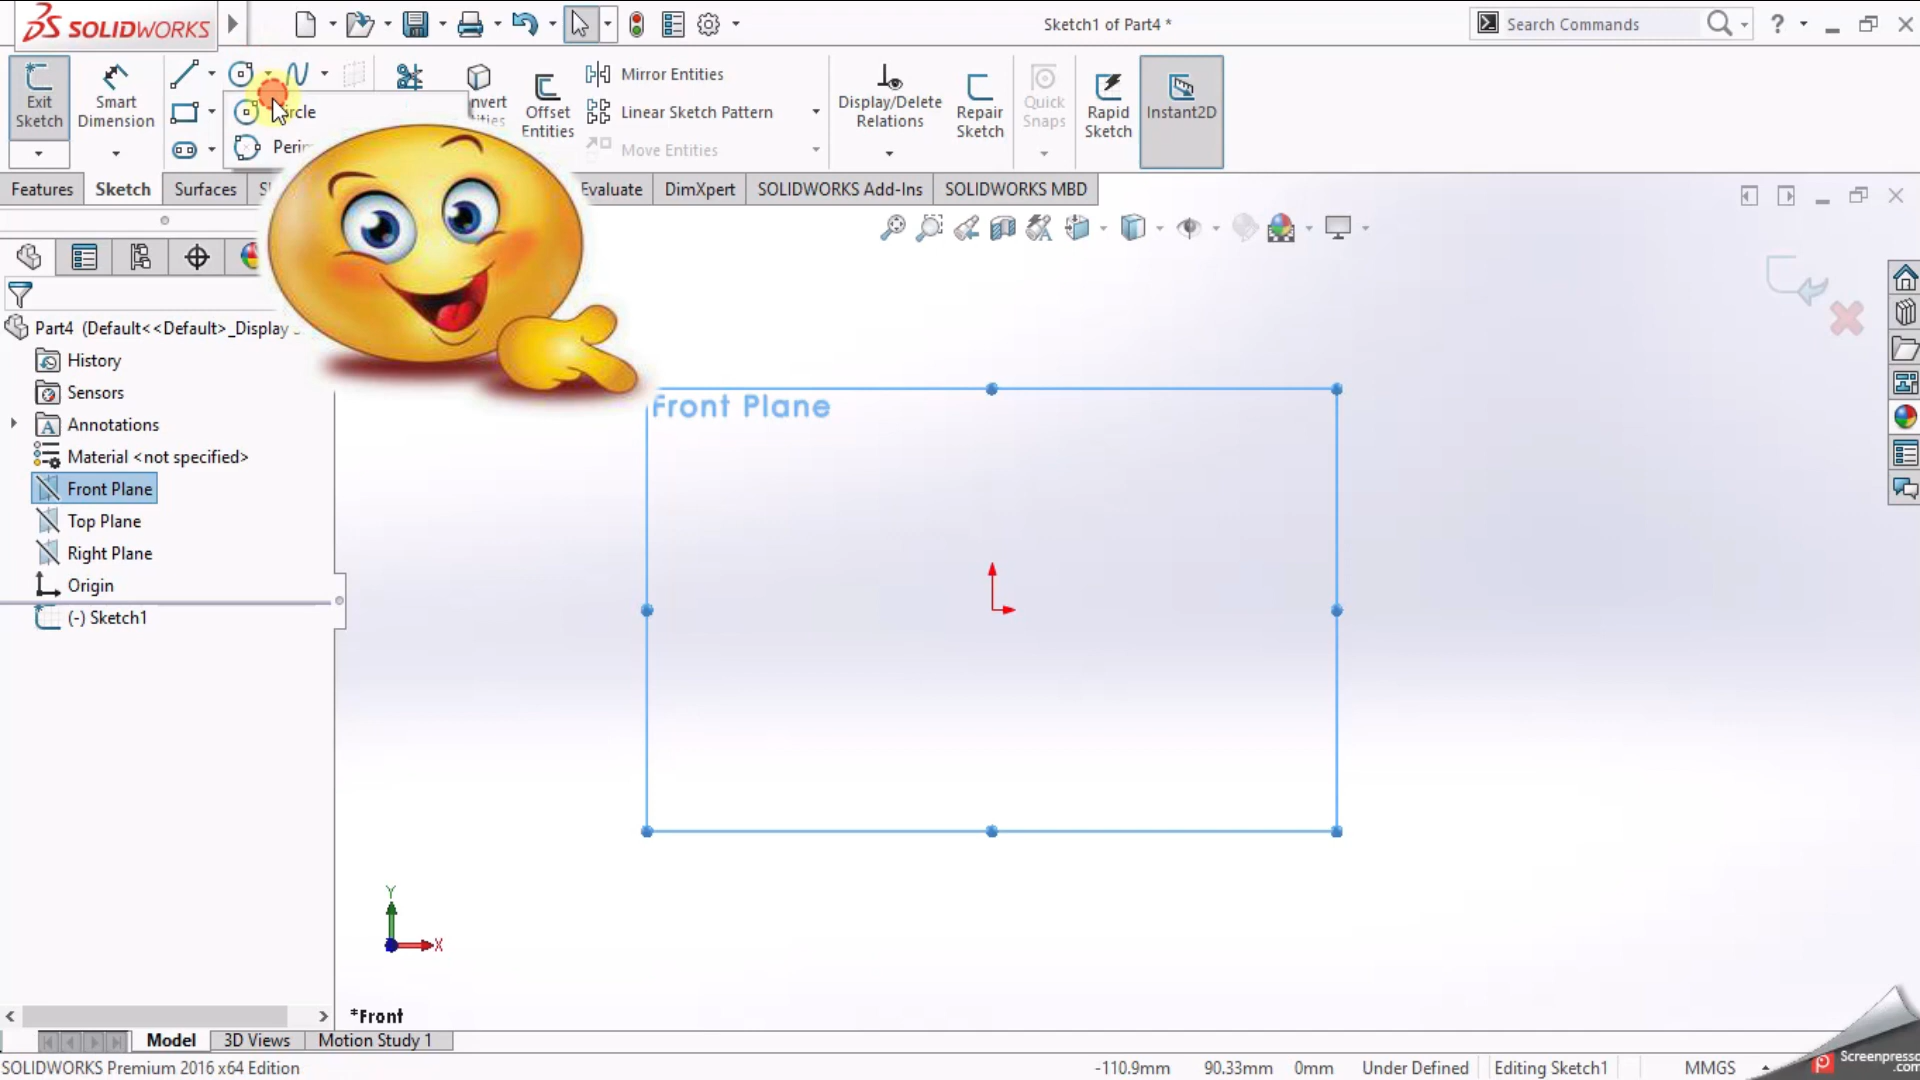 SOLIDWORKS
Sketch1 of Part4 *
Search Commands
Exit Sketch
Smart Dimension
Offset Entities
Mirror Entities
Linear Sketch Pattern
Move Entities
Display/Delete Relations
Repair Sketch
Quick Snaps
Rapid Sketch
Instant2D
Features
Sketch
Surfaces
Evaluate
DimXpert
SOLIDWORKS Add-Ins
SOLIDWORKS MBD
Part4 (Default<<Default>_Display
History
Sensors
Annotations
Material <not specified>
Front Plane
Top Plane
Right Plane
Origin
(-) Sketch1
Front Plane
Y
X
*Front
Model
3D Views
Motion Study 1
SOLIDWORKS Premium 2016 x64 Edition
-110.9mm
90.33mm
0mm
Under Defined
Editing Sketch1
MMGS
Screenpresso
.com